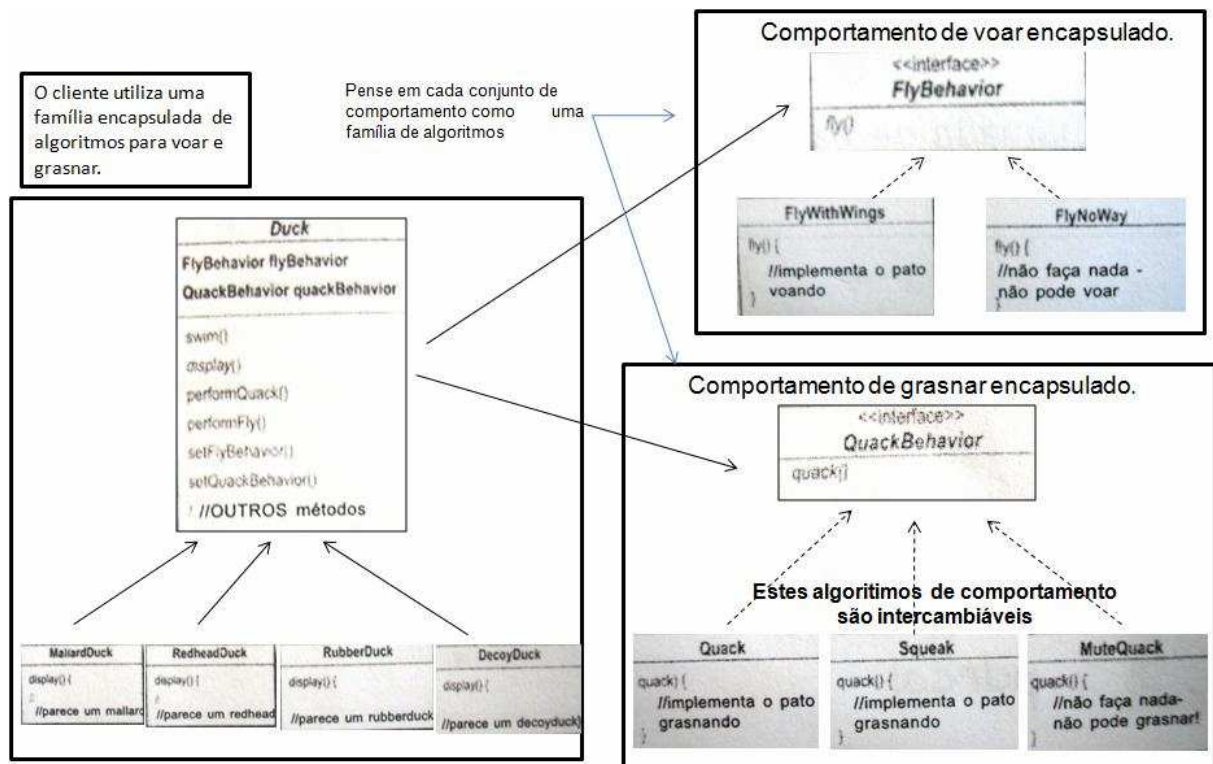 O cliente utiliza uma
família encapsulada de
algoritmos para voar e
grasnar.
Pense em cada conjunto de
comportamento como uma
família de algoritmos
Comportamento de voar encapsulado.
<<interface>>
FlyBehavior
fly()
FlyWithWings
fly() {
//implementa o pato
voando
}
FlyNoWay
fly() {
//não faça nada -
não pode voar
}
Duck
FlyBehavior flyBehavior
QuackBehavior quackBehavior
swim()
display()
performQuack()
performFly()
setFlyBehavior()
setQuackBehavior()
//OUTROS métodos
MallardDuck
display() {
//parece um mallard
RedheadDuck
display() {
//parece um redhead
RubberDuck
display() {
//parece um rubberduck
DecoyDuck
display() {
//parece um decoyduck}
Comportamento de grasnar encapsulado.
<<interface>>
QuackBehavior
quack()
Estes algoritimos de comportamento
são intercambiáveis
Quack
quack) {
//implementa o pato
grasnando
}
Squeak
quack() {
//implementa o pato
grasnando
}
MuteQuack
quack() {
//não faça nada-
não pode grasnar!
}